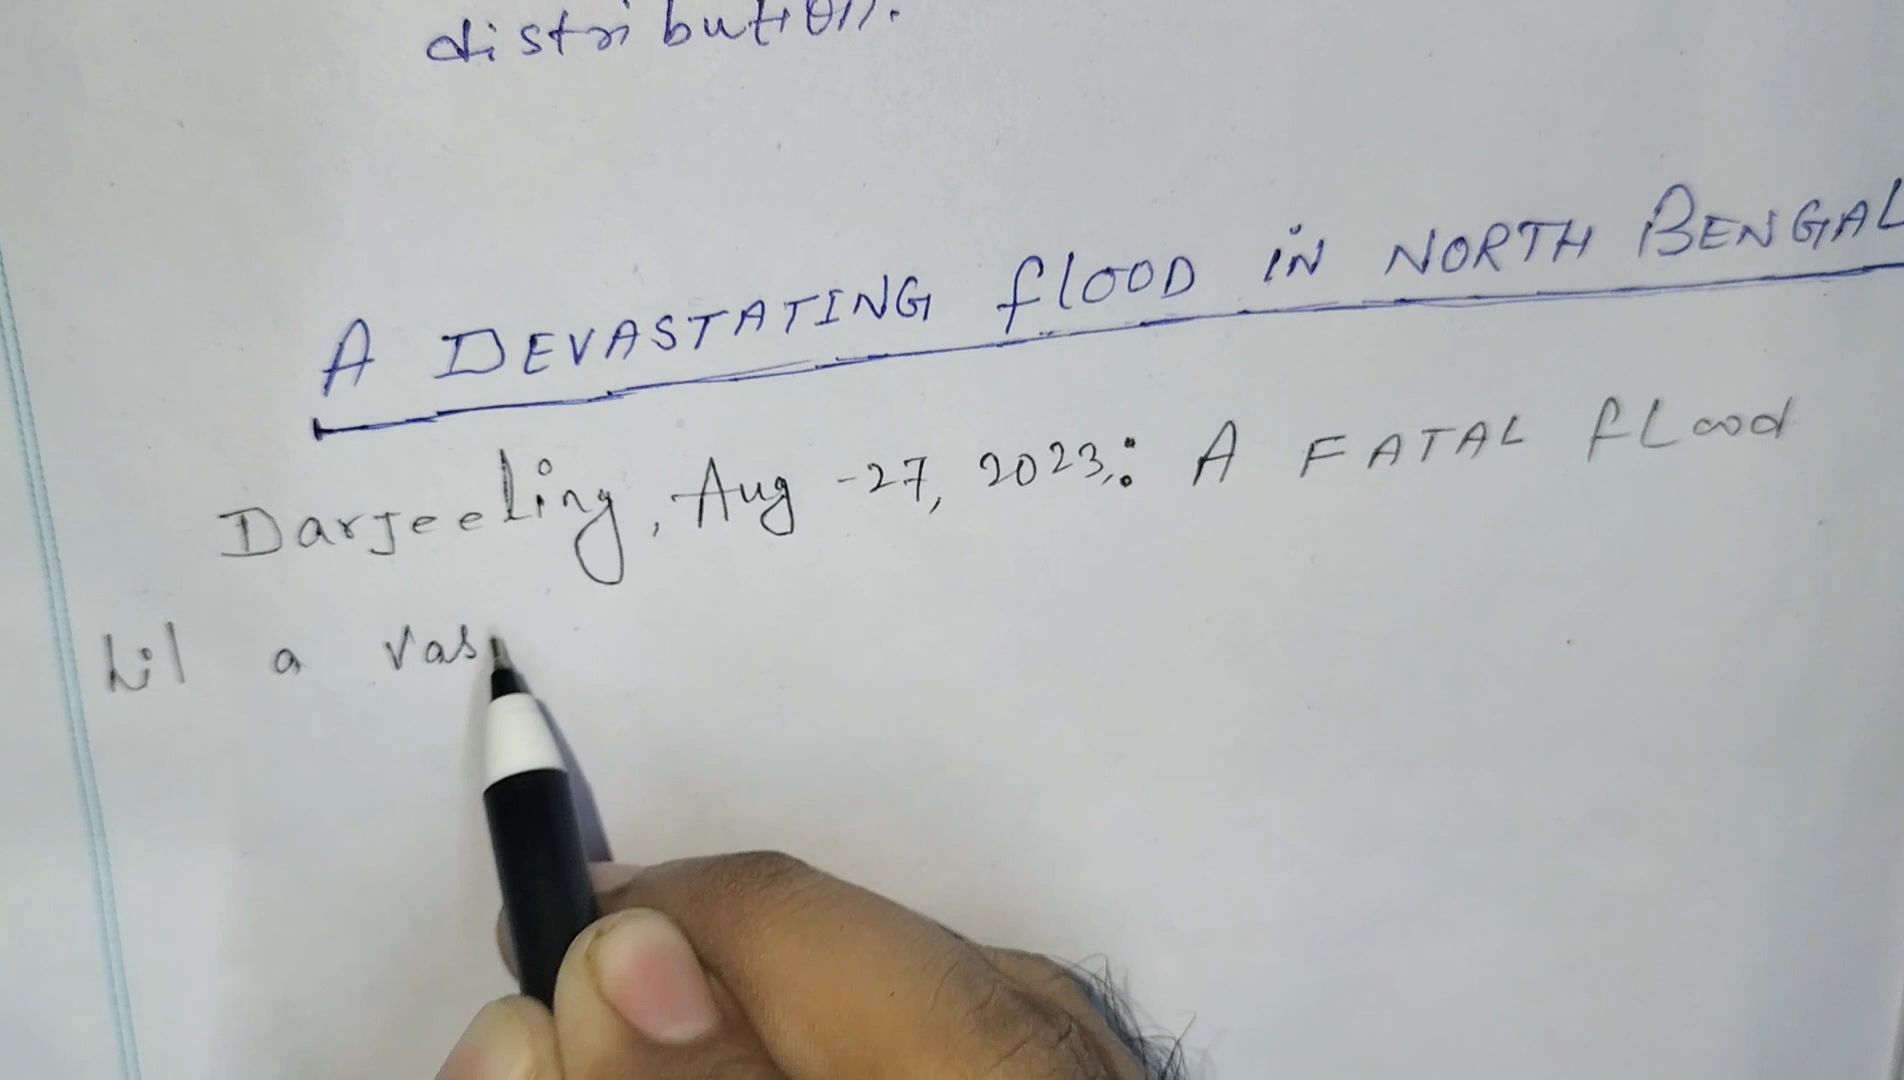 distribution.
A DEVASTATING flOOD iN NORTH BENGAL
Darjeeling, Aug -27, 2023,: A FATAL fLood
hit a vas